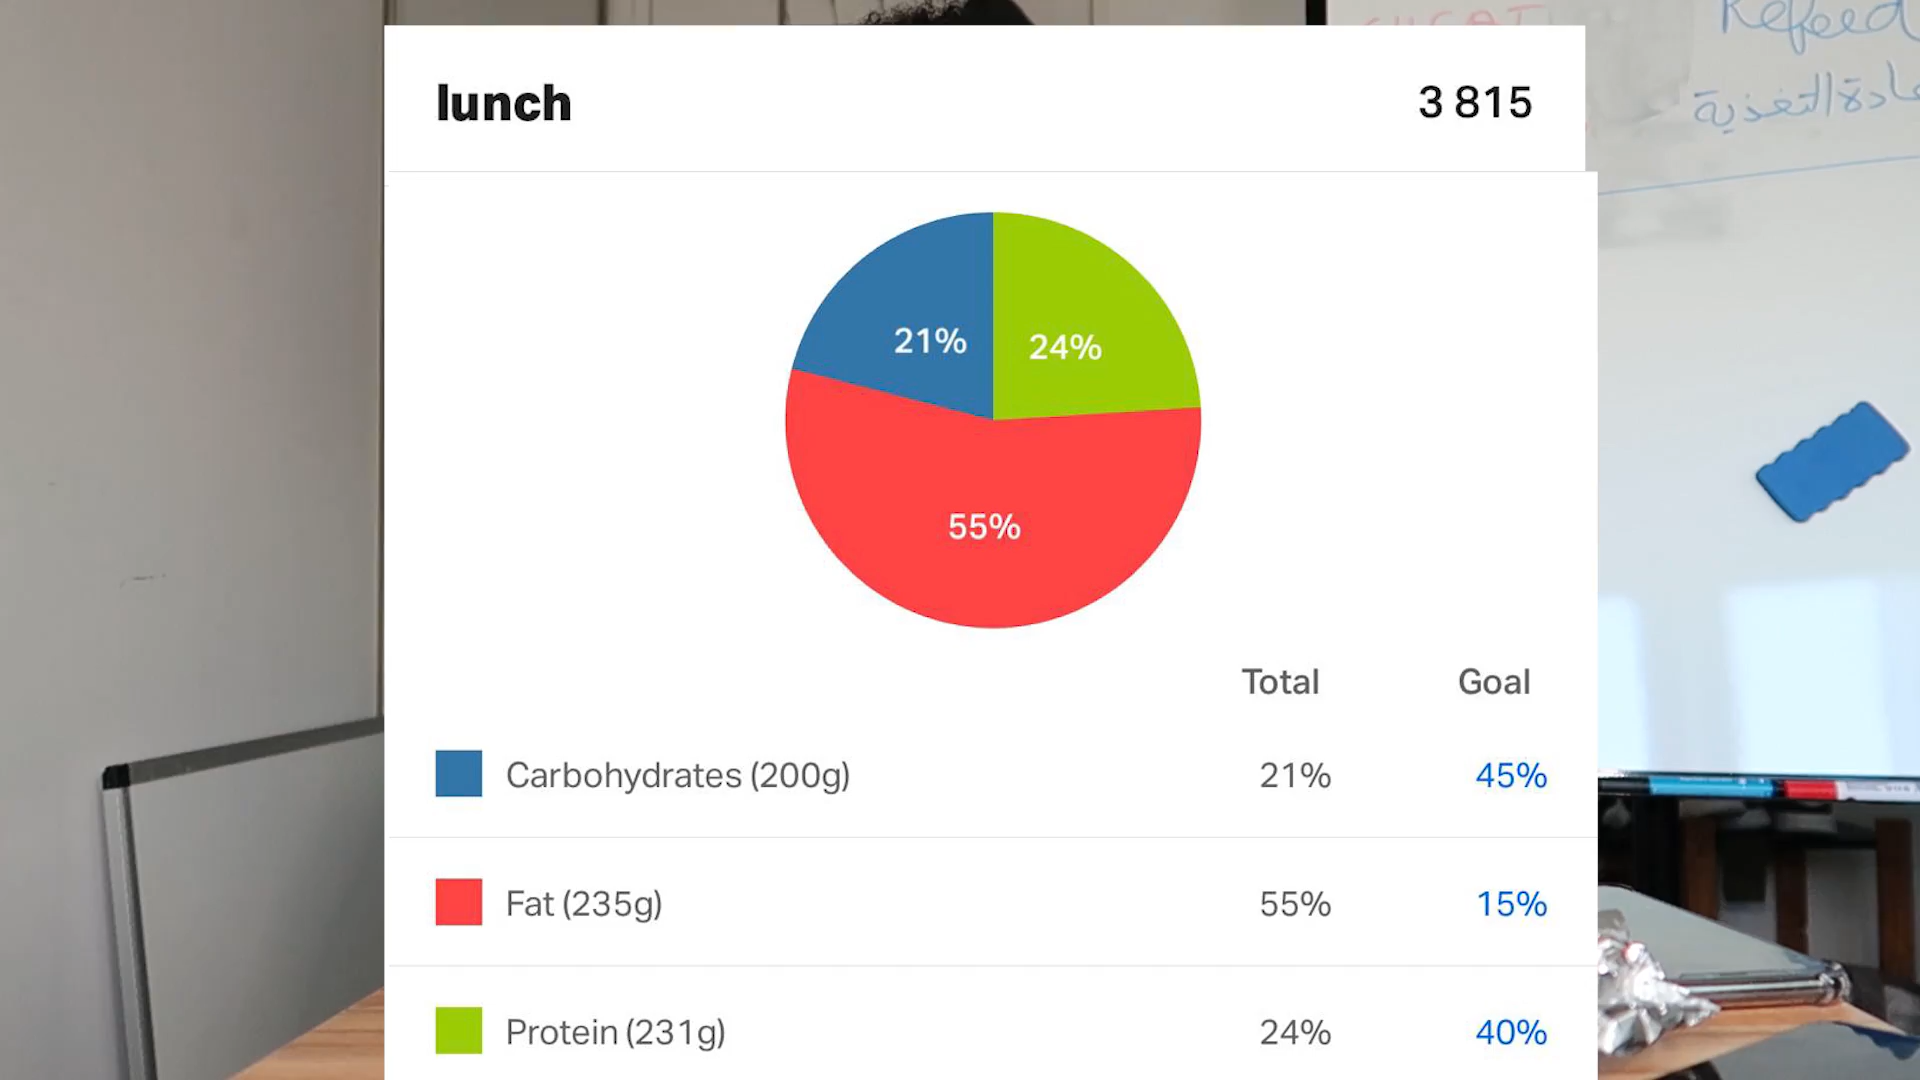 CHEAT
Refeed
lunch
3 815
21%
24%
55%
Total Goal
Carbohydrates (200g) 21% 45%
Fat (235g) 55% 15%
Protein (231g) 24% 40%